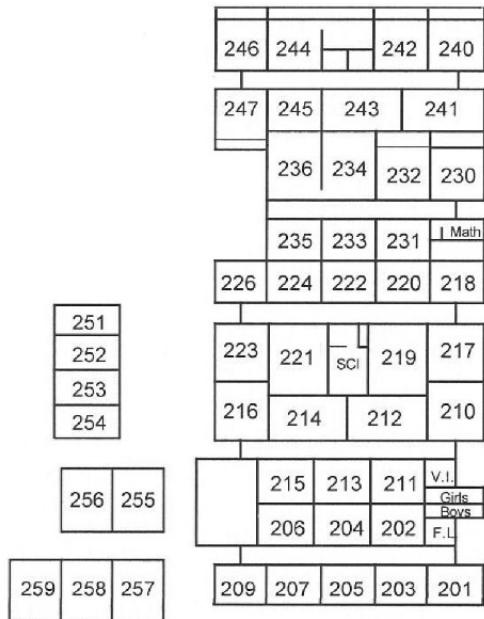 246 244 242 240
247 245 243 241
236 234 232 230
235 233 231 Math
226 224 222 220 218
251
252
253
254
223 221 SCI 219 217
216 214 212 210
215 213 211 V.I.
Girls
Boys
206 204 202 F.L.
256 255
259 258 257
209 207 205 203 201